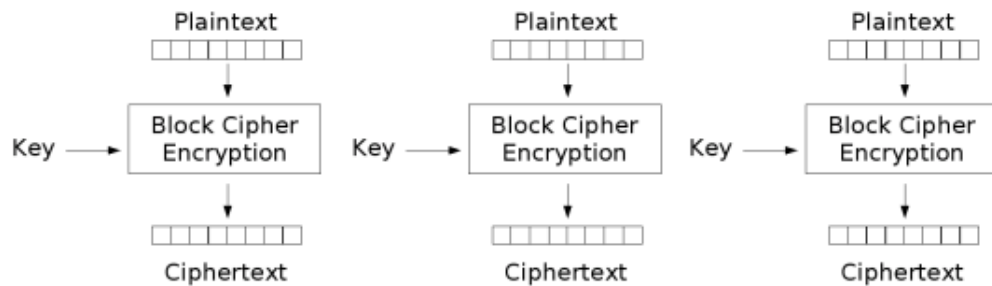 Plaintext Plaintext Plaintext
Key Block Cipher Encryption Key Block Cipher Encryption Key Block Cipher Encryption
Ciphertext Ciphertext Ciphertext